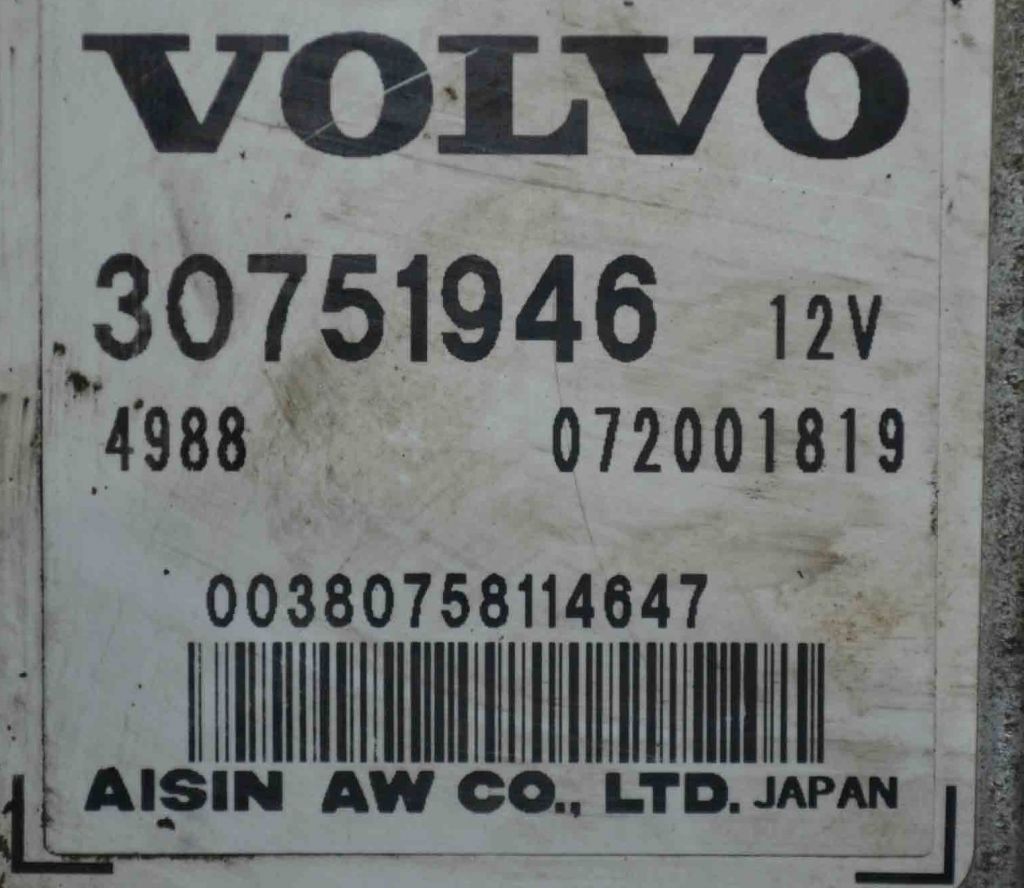 VOLVO
30751946 12V
4988 072001819
00380758114647
AISIN AW CO., LTD. JAPAN